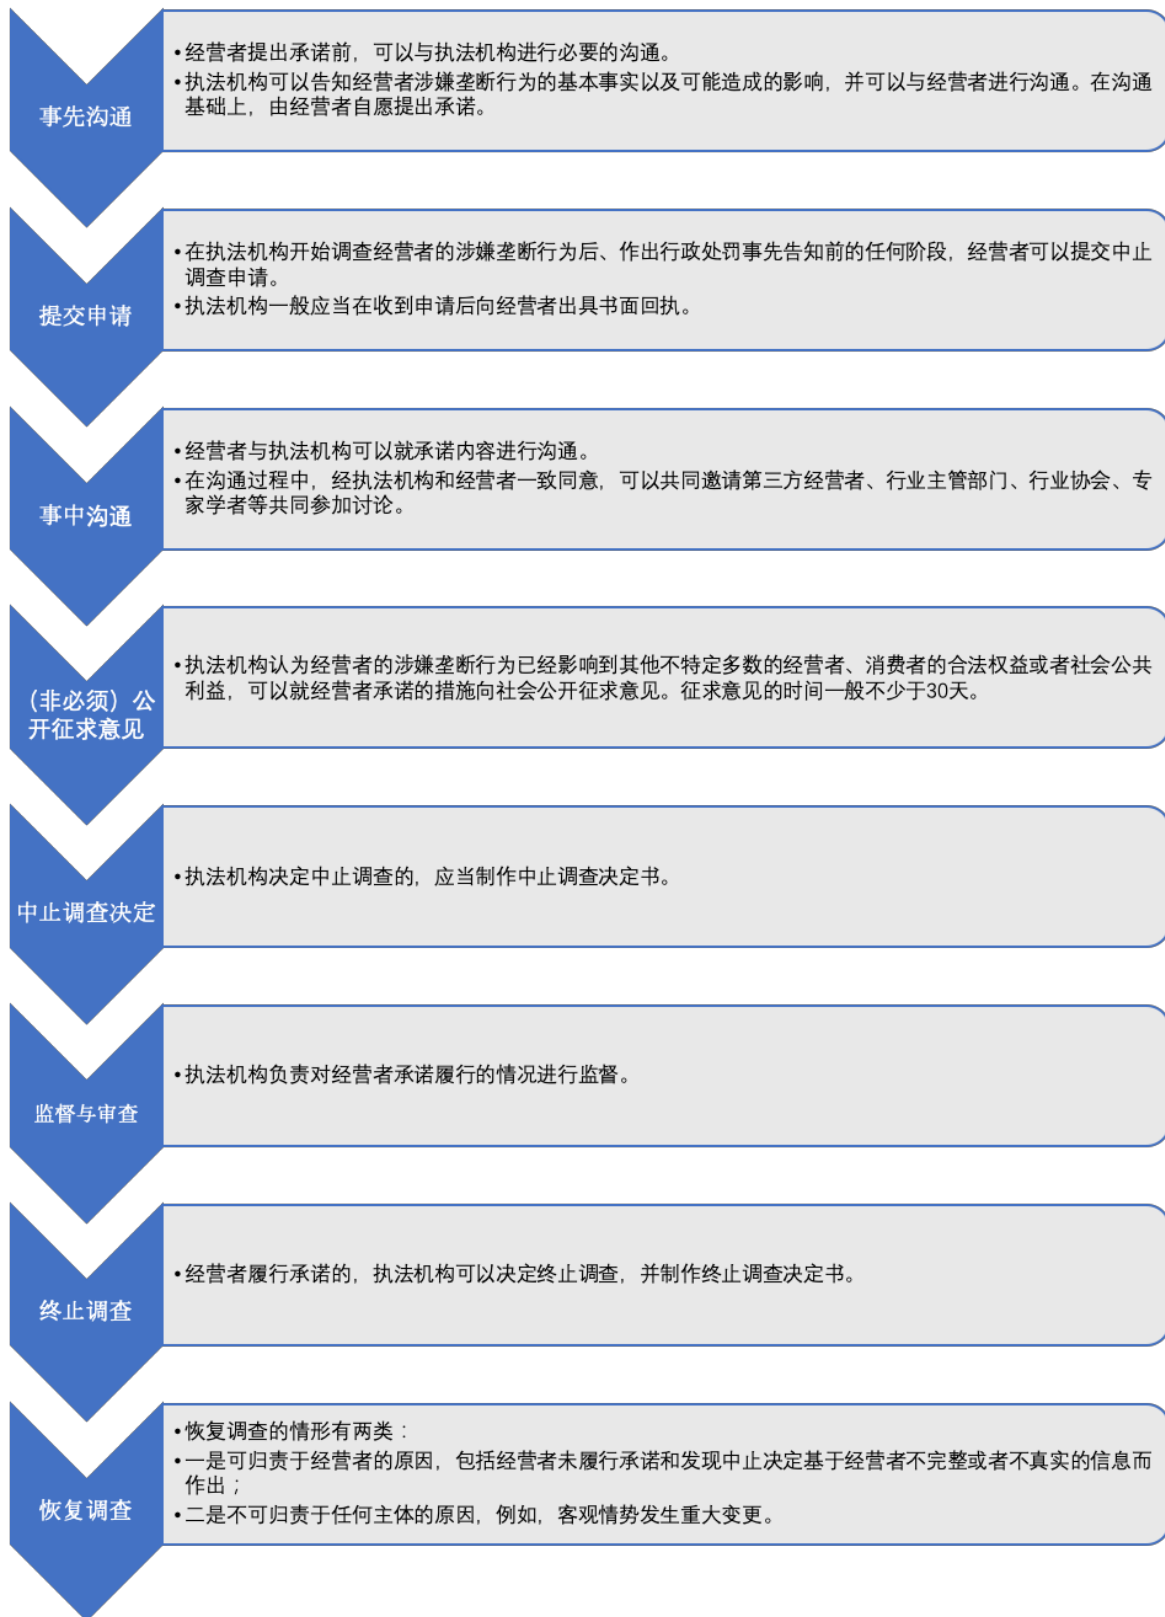 事先沟通
•经营者提出承诺前，可以与执法机构进行必要的沟通。
•执法机构可以告知经营者涉嫌垄断行为的基本事实以及可能造成的影响，并可以与经营者进行沟通。在沟通
基础上，由经营者自愿提出承诺。
提交申请
•在执法机构开始调查经营者的涉嫌垄断行为后、作出行政处罚事先告知前的任何阶段，经营者可以提交中止
调查申请。
•执法机构一般应当在收到申请后向经营者出具书面回执。
事中沟通
•经营者与执法机构可以就承诺内容进行沟通。
•在沟通过程中，经执法机构和经营者一致同意，可以共同邀请第三方经营者、行业主管部门、行业协会、专
家学者等共同参加讨论。
（非必须）公
开征求意见
•执法机构认为经营者的涉嫌垄断行为已经影响到其他不特定多数的经营者、消费者的合法权益或者社会公共
利益，可以就经营者承诺的措施向社会公开征求意见。征求意见的时间一般不少于30天。
中止调查决定
•执法机构决定中止调查的，应当制作中止调查决定书。
监督与审查
•执法机构负责对经营者承诺履行的情况进行监督。
终止调查
•经营者履行承诺的，执法机构可以决定终止调查，并制作终止调查决定书。
恢复调查
•恢复调查的情形有两类：
•一是可归责于经营者的原因，包括经营者未履行承诺和发现中止决定基于经营者不完整或者不真实的信息而
作出；
•二是不可归责于任何主体的原因，例如，客观情势发生重大变更。